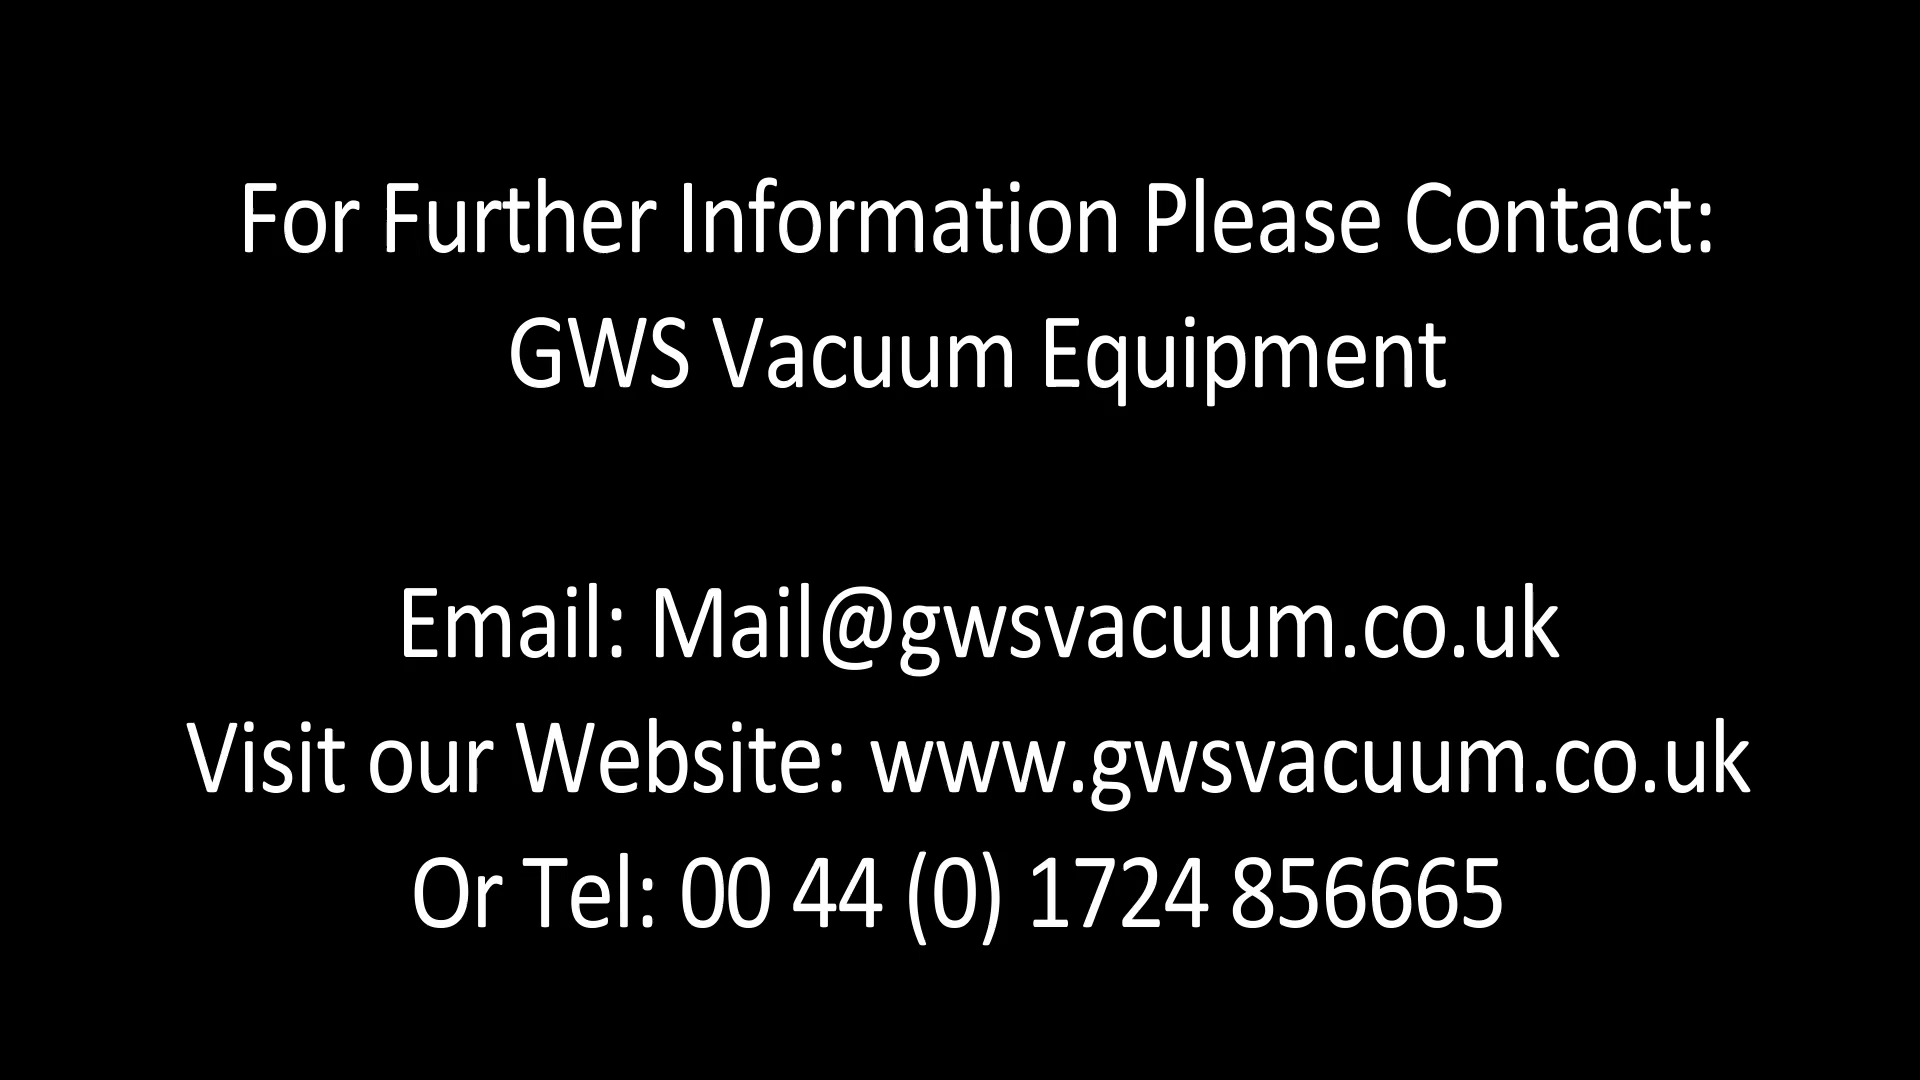 For Further Information Please Contact:
GWS Vacuum Equipment
Email: Mail@gwsvacuum.co.uk
Visit our Website: www.gwsvacuum.co.uk
Or Tel: 00 44 (0) 1724 856665